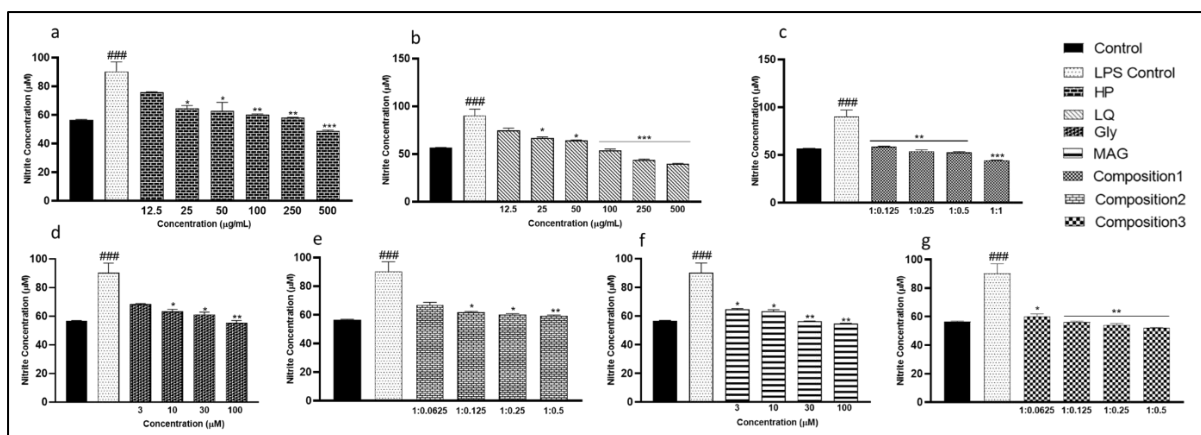 a
Nitrite Concentration (µM)
100
80
60
40
20
0
###
*
*
**
**
***
12.5 25 50 100 250 500
Concentration (µg/mL)
b
Nitrite Concentration (µM)
150
100
50
0
###
*
*
***
12.5 25 50 100 250 500
Concentration (µg/mL)
c
Nitrite Concentration (µM)
150
100
50
0
###
**
***
1:0.125 1:0.25 1:0.5 1:1
Control
LPS Control
HP
LQ
Gly
MAG
Composition1
Composition2
Composition3
d
Nitrite Concentration (µM)
100
80
60
40
20
0
###
*
*
**
3 10 30 100
Concentration (µM)
e
Nitrite Concentration (µM)
100
80
60
40
20
0
###
*
*
**
1:0.0625 1:0.125 1:0.25 1:0.5
f
Nitrite Concentration (µM)
100
80
60
40
20
0
###
*
*
**
**
3 10 30 100
Concentration (µM)
g
Nitrite Concentration (µM)
100
80
60
40
20
0
###
*
**
1:0.0625 1:0.125 1:0.25 1:0.5